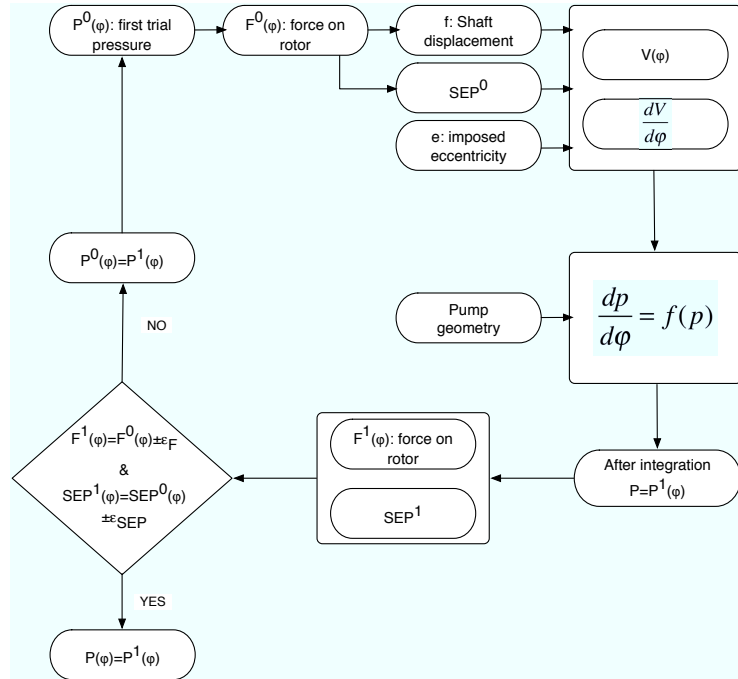 P⁰(φ): first trial
pressure
F⁰(φ): force on
rotor
f: Shaft
displacement
SEP⁰
e: imposed
eccentricity
V(φ)
dV
dφ
P⁰(φ)=P¹(φ)
Pump
geometry
dp/dφ = f(p)
NO
F¹(φ)=F⁰(φ)±εF
&
SEP¹(φ)=SEP⁰(φ)
±εSEP
F¹(φ): force on
rotor
SEP¹
After integration
P=P¹(φ)
YES
P(φ)=P¹(φ)